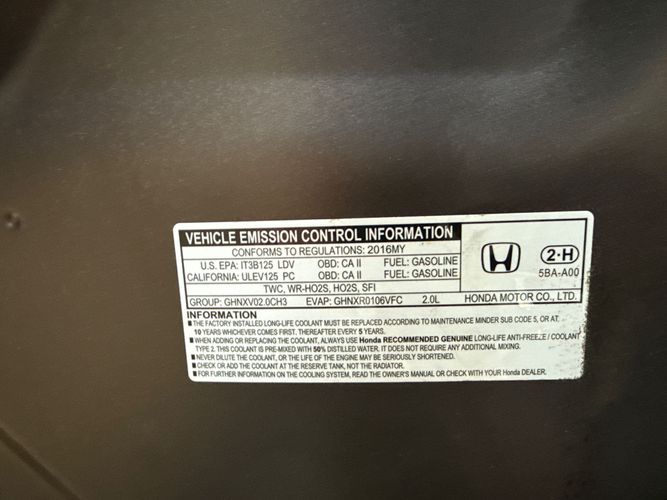 VEHICLE EMISSION CONTROL INFORMATION
CONFORMS TO REGULATIONS: 2016MY
U.S. EPA: IT3B125 LDV OBD: CA II FUEL: GASOLINE
CALIFORNIA: ULEV125 PC OBD: CA II FUEL: GASOLINE
TWC, WR-HO2S, HO2S, SFI
2·H
5BA-A00
GROUP: GHNXV02.0CH3 EVAP: GHNXR0106VFC 2.0L HONDA MOTOR CO., LTD.
INFORMATION
■ THE FACTORY INSTALLED LONG-LIFE COOLANT MUST BE REPLACED ACCORDING TO MAINTENANCE MINDER SUB CODE 5, OR AT
10 YEARS WHICHEVER COMES FIRST. THEREAFTER EVERY 5 YEARS.
■ WHEN ADDING OR REPLACING THE COOLANT, ALWAYS USE Honda RECOMMENDED GENUINE LONG-LIFE ANTI-FREEZE / COOLANT
TYPE 2. THIS COOLANT IS PRE-MIXED WITH 50% DISTILLED WATER. IT DOES NOT REQUIRE ANY ADDITIONAL MIXING.
■ NEVER DILUTE THE COOLANT, OR THE LIFE OF THE ENGINE MAY BE SERIOUSLY SHORTENED.
■ CHECK OR ADD THE COOLANT AT THE RESERVE TANK, NOT THE RADIATOR.
■ FOR FURTHER INFORMATION ON THE COOLING SYSTEM, READ THE OWNER'S MANUAL OR CHECK WITH YOUR Honda DEALER.